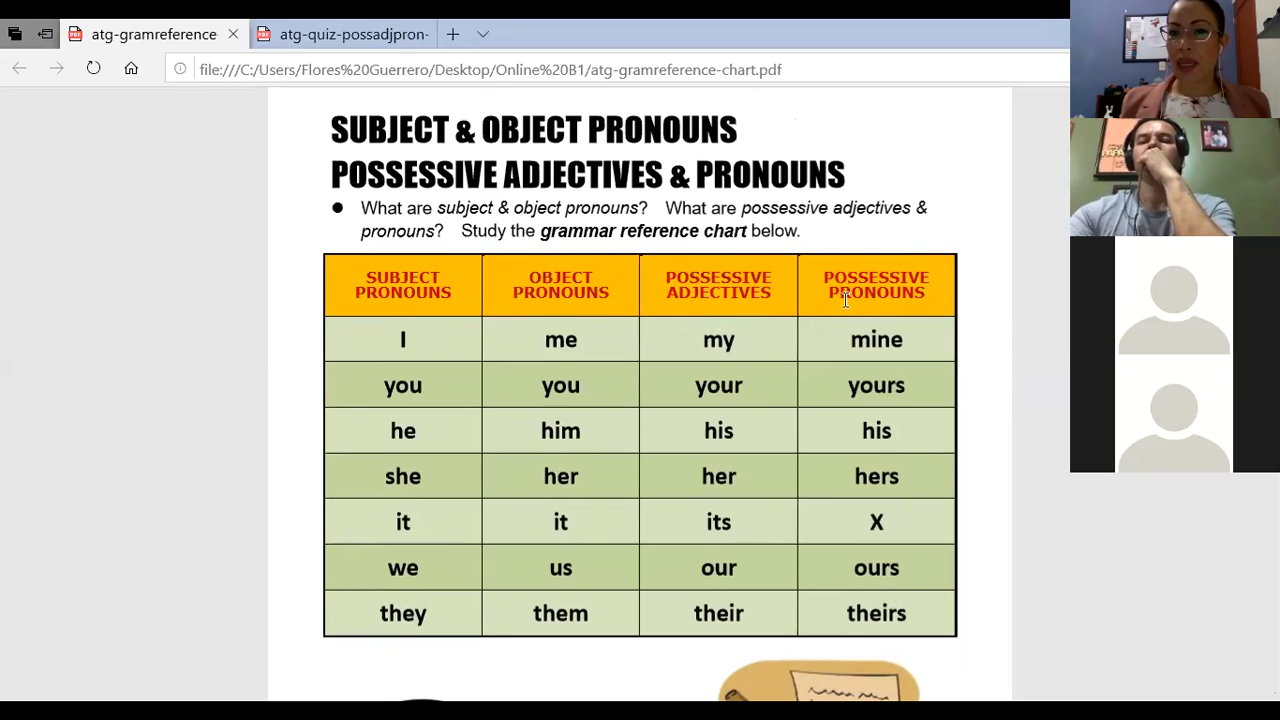 atg-gramreference
atg-quiz-possadjpron-
file:///C:/Users/Flores%20Guerrero/Desktop/Online%20B1/atg-gramreference-chart.pdf
SUBJECT & OBJECT PRONOUNS
POSSESSIVE ADJECTIVES & PRONOUNS
● What are subject & object pronouns? What are possessive adjectives &
pronouns? Study the grammar reference chart below.
SUBJECT PRONOUNS OBJECT PRONOUNS POSSESSIVE ADJECTIVES POSSESSIVE PRONOUNS
I me my mine
you you your yours
he him his his
she her her hers
it it its X
we us our ours
they them their theirs